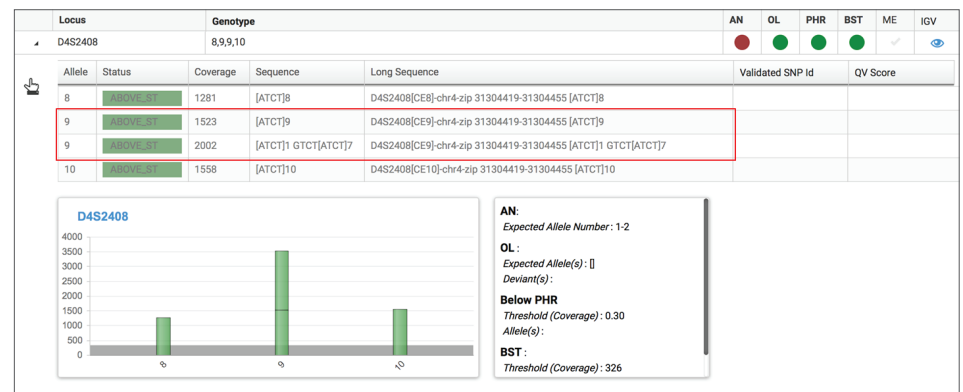 Locus Genotype AN OL PHR BST ME IGV
D4S2408 8,9,9,10
Allele Status Coverage Sequence Long Sequence Validated SNP Id QV Score
8 ABOVE_ST 1281 [ATCT]8 D4S2408[CE8]-chr4-zip 31304419-31304455 [ATCT]8
9 ABOVE_ST 1523 [ATCT]9 D4S2408[CE9]-chr4-zip 31304419-31304455 [ATCT]9
9 ABOVE_ST 2002 [ATCT]1 GTCT[ATCT]7 D4S2408[CE9]-chr4-zip 31304419-31304455 [ATCT]1 GTCT[ATCT]7
10 ABOVE_ST 1558 [ATCT]10 D4S2408[CE10]-chr4-zip 31304419-31304455 [ATCT]10
D4S2408
4000
3500
3000
2500
2000
1500
1000
500
0
8 9 10
AN:
Expected Allele Number : 1-2
OL :
Expected Allele(s) : []
Deviant(s) :
Below PHR
Threshold (Coverage) : 0.30
Allele(s) :
BST :
Threshold (Coverage) : 326